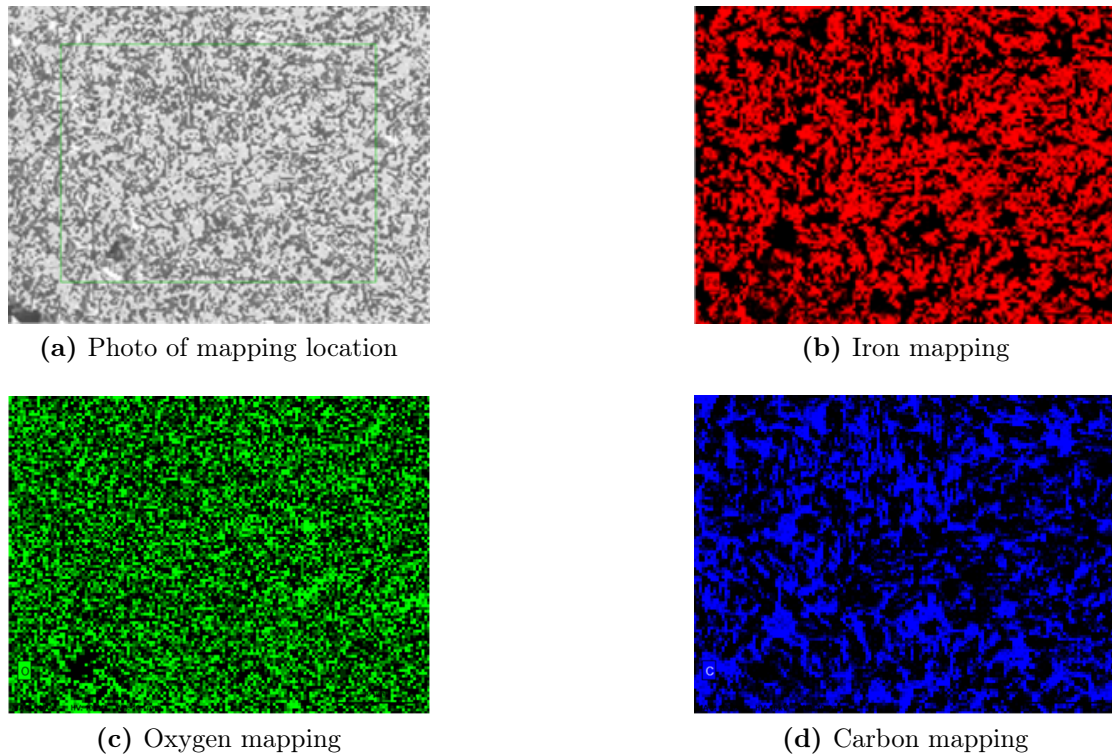 (a) Photo of mapping location
(b) Iron mapping
O
(c) Oxygen mapping
C
(d) Carbon mapping